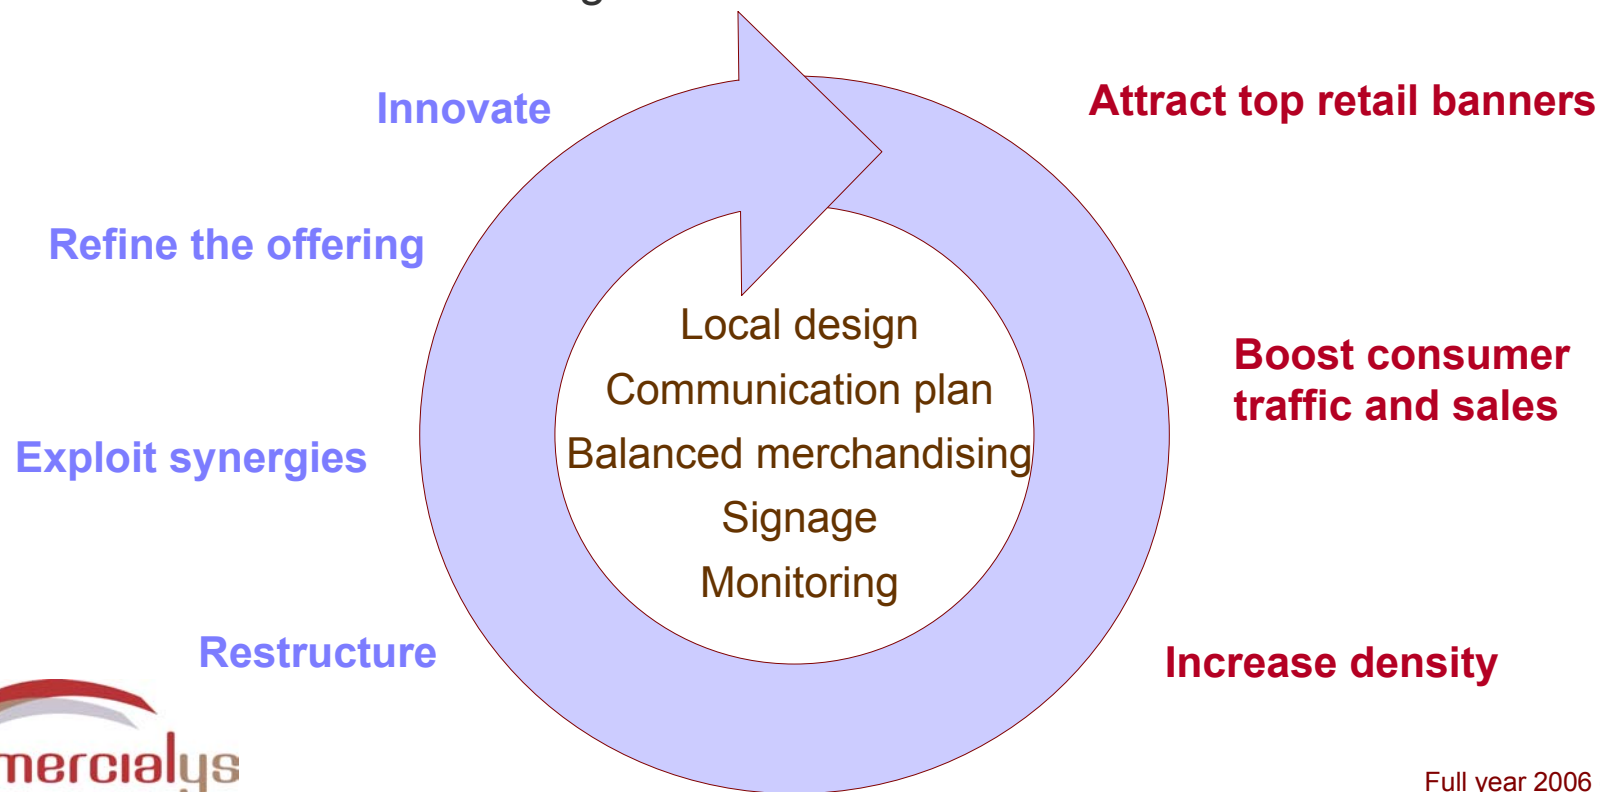 Innovate
Attract top retail banners
Refine the offering
Local design
Communication plan
Balanced merchandising
Signage
Monitoring
Boost consumer
traffic and sales
Exploit synergies
Restructure
Increase density
mercialys
Full year 2006